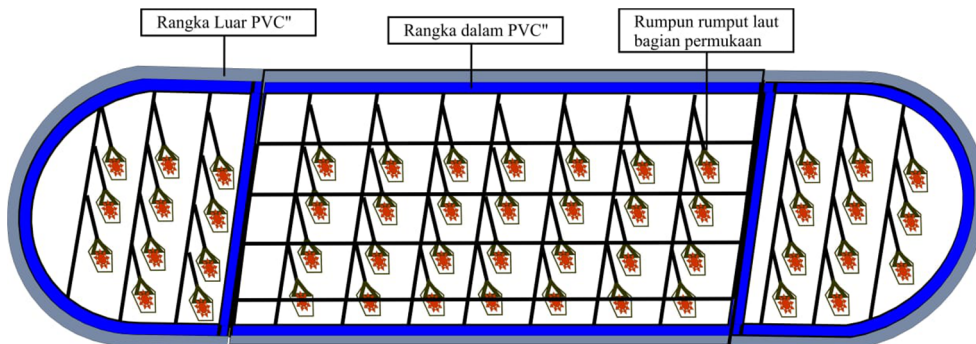 Rangka Luar PVC"
Rangka dalam PVC"
Rumpun rumput laut
bagian permukaan